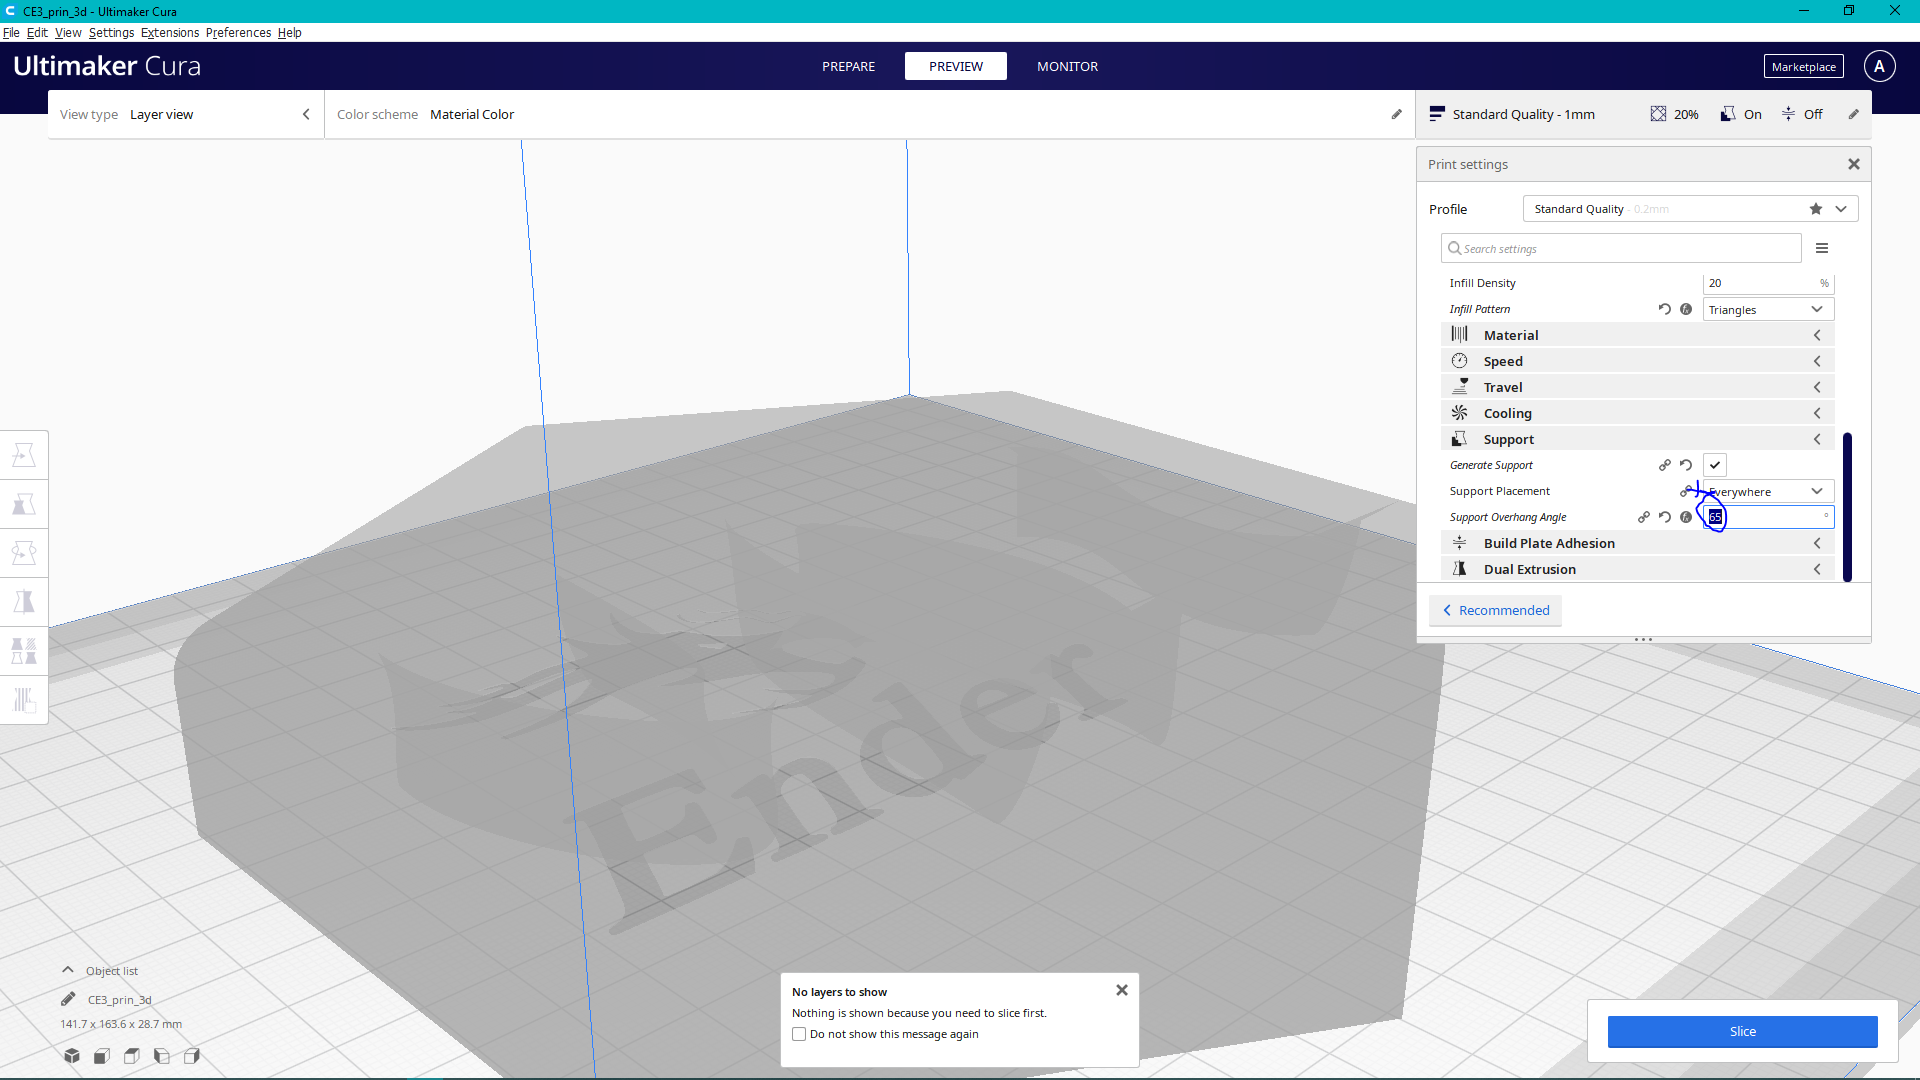 CE3_prin_3d - Ultimaker Cura
File Edit View Settings Extensions Preferences Help
Ultimaker Cura
PREPARE PREVIEW MONITOR
Marketplace A
View type Layer view
Color scheme Material Color
Standard Quality - 1mm 20% On Off
Print settings
Profile Standard Quality - 0.2mm
Search settings
Infill Density 20 %
Infill Pattern Triangles
Material
Speed
Travel
Cooling
Support
Generate Support
Support Placement Everywhere
Support Overhang Angle 65 °
Build Plate Adhesion
Dual Extrusion
Recommended
Ender
Object list
CE3_prin_3d
141.7 x 163.6 x 28.7 mm
No layers to show
Nothing is shown because you need to slice first.
Do not show this message again
Slice